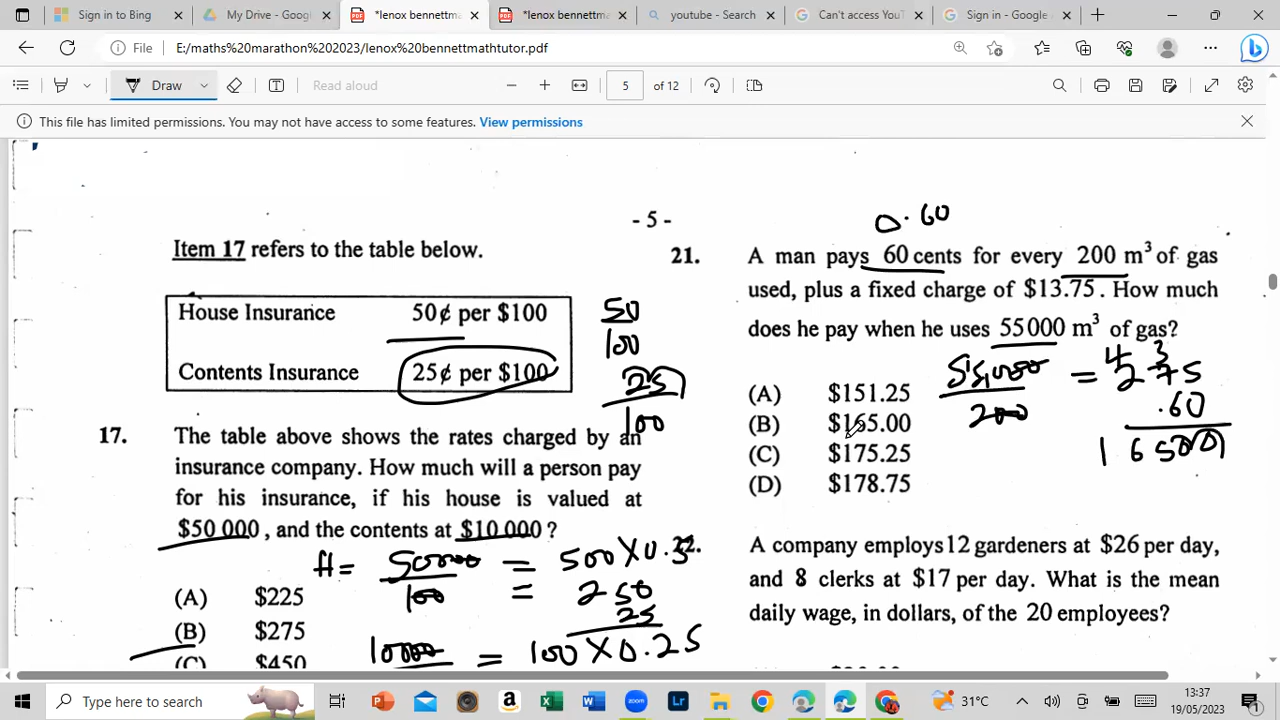 Sign in to Bing
My Drive - Google
lenox bennettm
lenox bennettm
youtube - Search
Can't access YouT
Sign in - Google
File
E:/maths%20marathon%202023/lenox bennettmathtutor.pdf
Draw
Read aloud
5
of 12
This file has limited permissions. You may not have access to some features. View permissions
- 5 -
Item 17 refers to the table below.
House Insurance 50¢ per $100
Contents Insurance 25¢ per $100
50
100
25
100
17. The table above shows the rates charged by an
insurance company. How much will a person pay
for his insurance, if his house is valued at
$50 000, and the contents at $10 000?
H = 50000 = 500 X 0.5
100 = 250
25
10000 = 100 X 0.25
(A) $225
(B) $275
(C) $450
0.60
21. A man pays 60 cents for every 200 m³ of gas
used, plus a fixed charge of $13.75. How much
does he pay when he uses 55000 m³ of gas?
(A) $151.25
(B) $165.00
(C) $175.25
(D) $178.75
55,000 = 275
200
4 3
.60
16500
22. A company employs 12 gardeners at $26 per day,
and 8 clerks at $17 per day. What is the mean
daily wage, in dollars, of the 20 employees?
Type here to search
31°C
13:37
19/05/2023